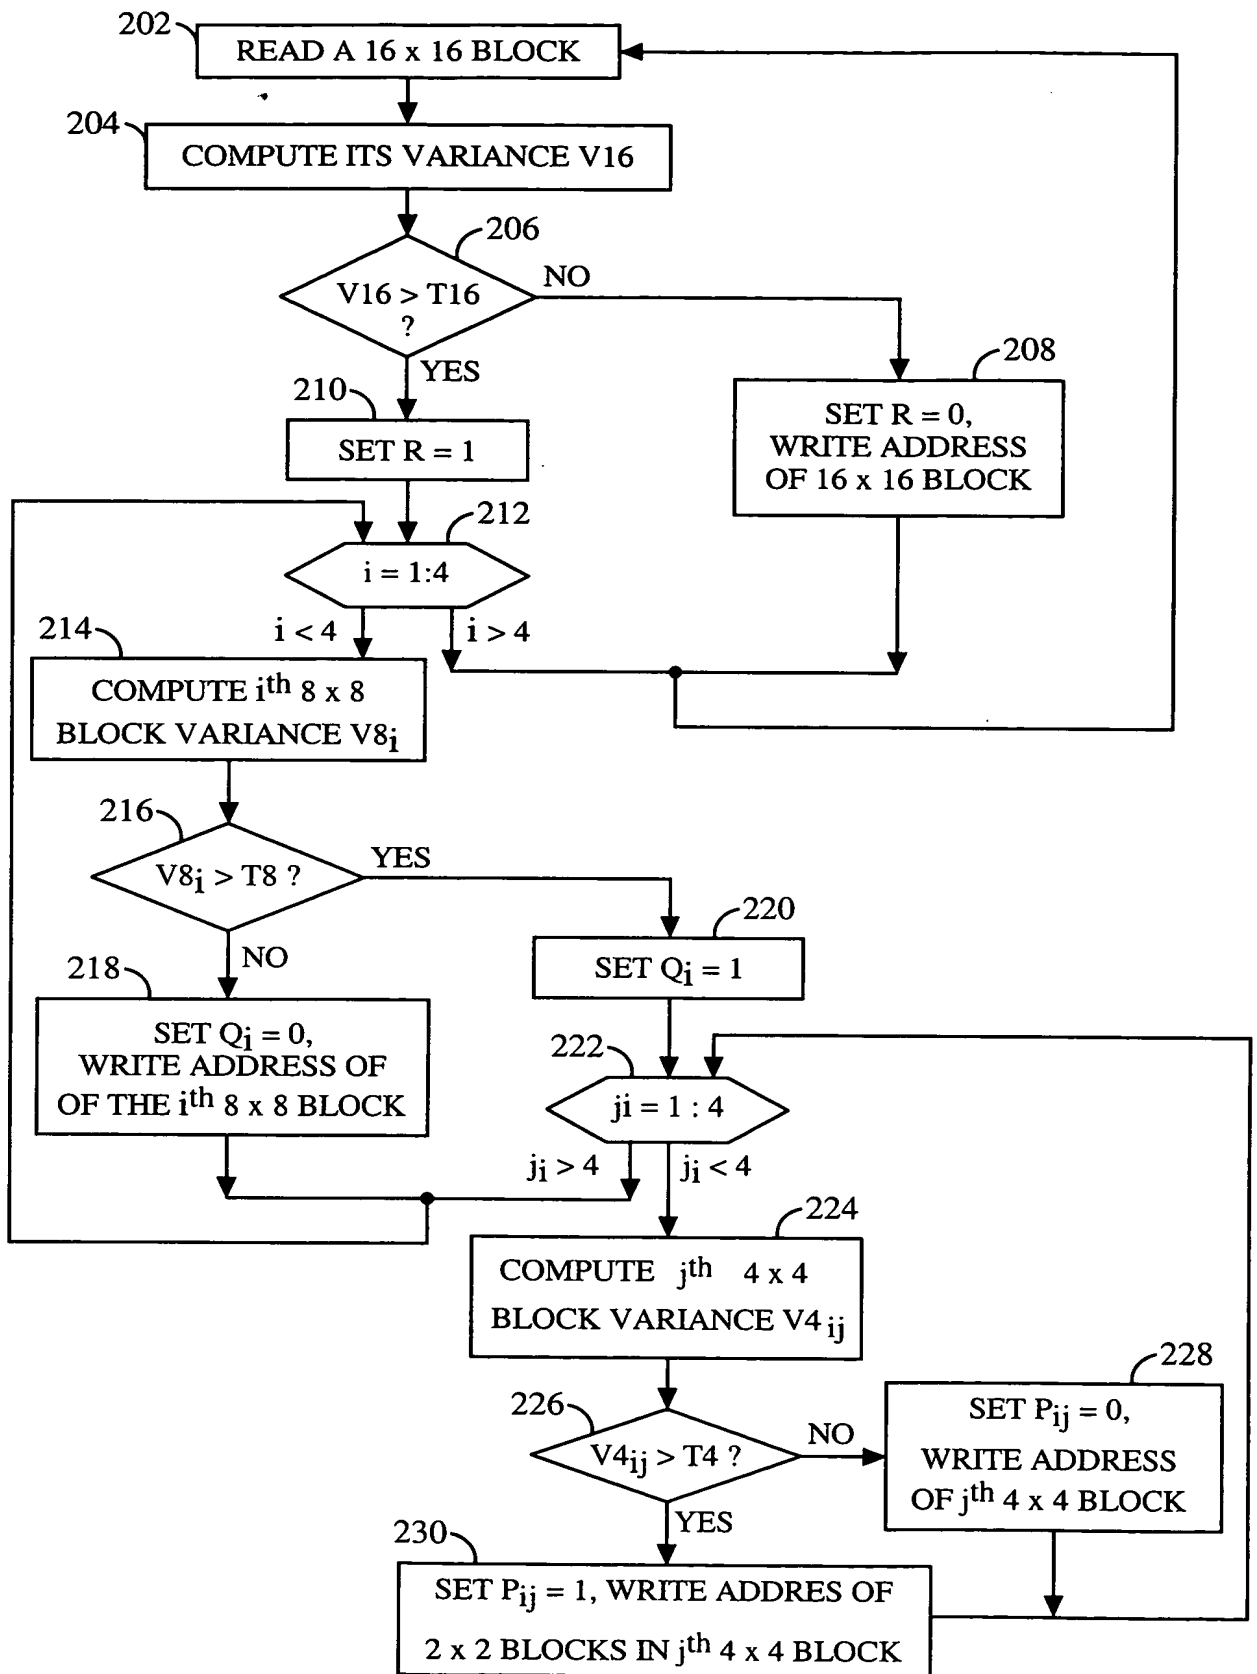 202
READ A 16 x 16 BLOCK
204
COMPUTE ITS VARIANCE V16
206
V16 > T16
?
NO
YES
208
SET R = 0,
WRITE ADDRESS
OF 16 x 16 BLOCK
210
SET R = 1
212
i = 1:4
i < 4
i > 4
214
COMPUTE ith 8 x 8
BLOCK VARIANCE V8i
216
V8i > T8 ?
YES
NO
218
SET Qi = 0,
WRITE ADDRESS OF
OF THE ith 8 x 8 BLOCK
220
SET Qi = 1
222
ji = 1 : 4
ji > 4
ji < 4
224
COMPUTE jth 4 x 4
BLOCK VARIANCE V4 ij
226
V4ij > T4 ?
NO
YES
228
SET Pij = 0,
WRITE ADDRESS
OF jth 4 x 4 BLOCK
230
SET Pij = 1, WRITE ADDRES OF
2 x 2 BLOCKS IN jth 4 x 4 BLOCK